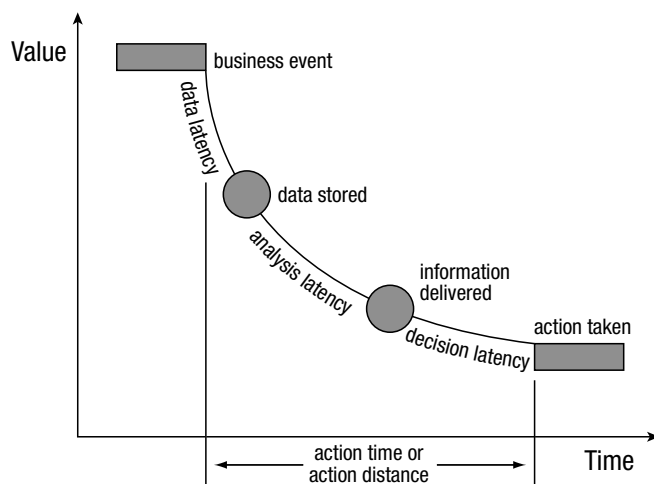 Value
business event
data latency
data stored
analysis latency
information
delivered
action taken
decision latency
action time or
action distance
Time